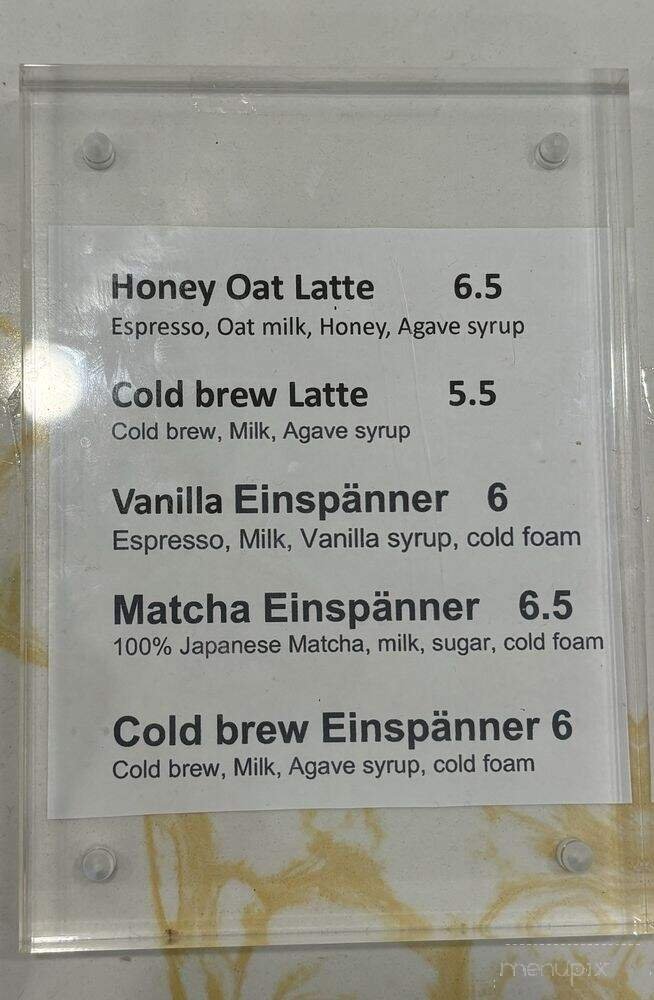 Honey Oat Latte 6.5
Espresso, Oat milk, Honey, Agave syrup
Cold brew Latte 5.5
Cold brew, Milk, Agave syrup
Vanilla Einspänner 6
Espresso, Milk, Vanilla syrup, cold foam
Matcha Einspänner 6.5
100% Japanese Matcha, milk, sugar, cold foam
Cold brew Einspänner 6
Cold brew, Milk, Agave syrup, cold foam
menupix